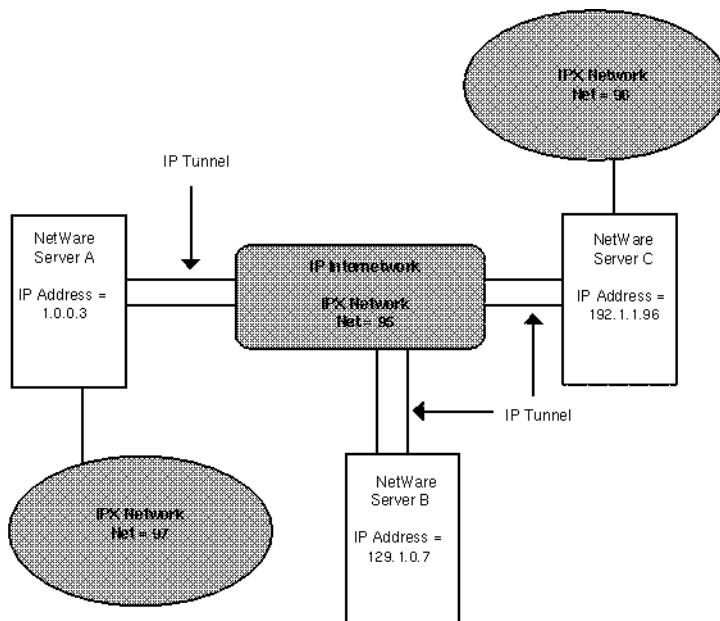 IPX Network
Net = 96
IP Tunnel
NetWare
Server A
IP Address =
1.0.0.3
IP Internetwork
IPX Network
Net = 95
NetWare
Server C
IP Address =
192.1.1.96
IP Tunnel
IPX Network
Net = 97
NetWare
Server B
IP Address =
129.1.0.7